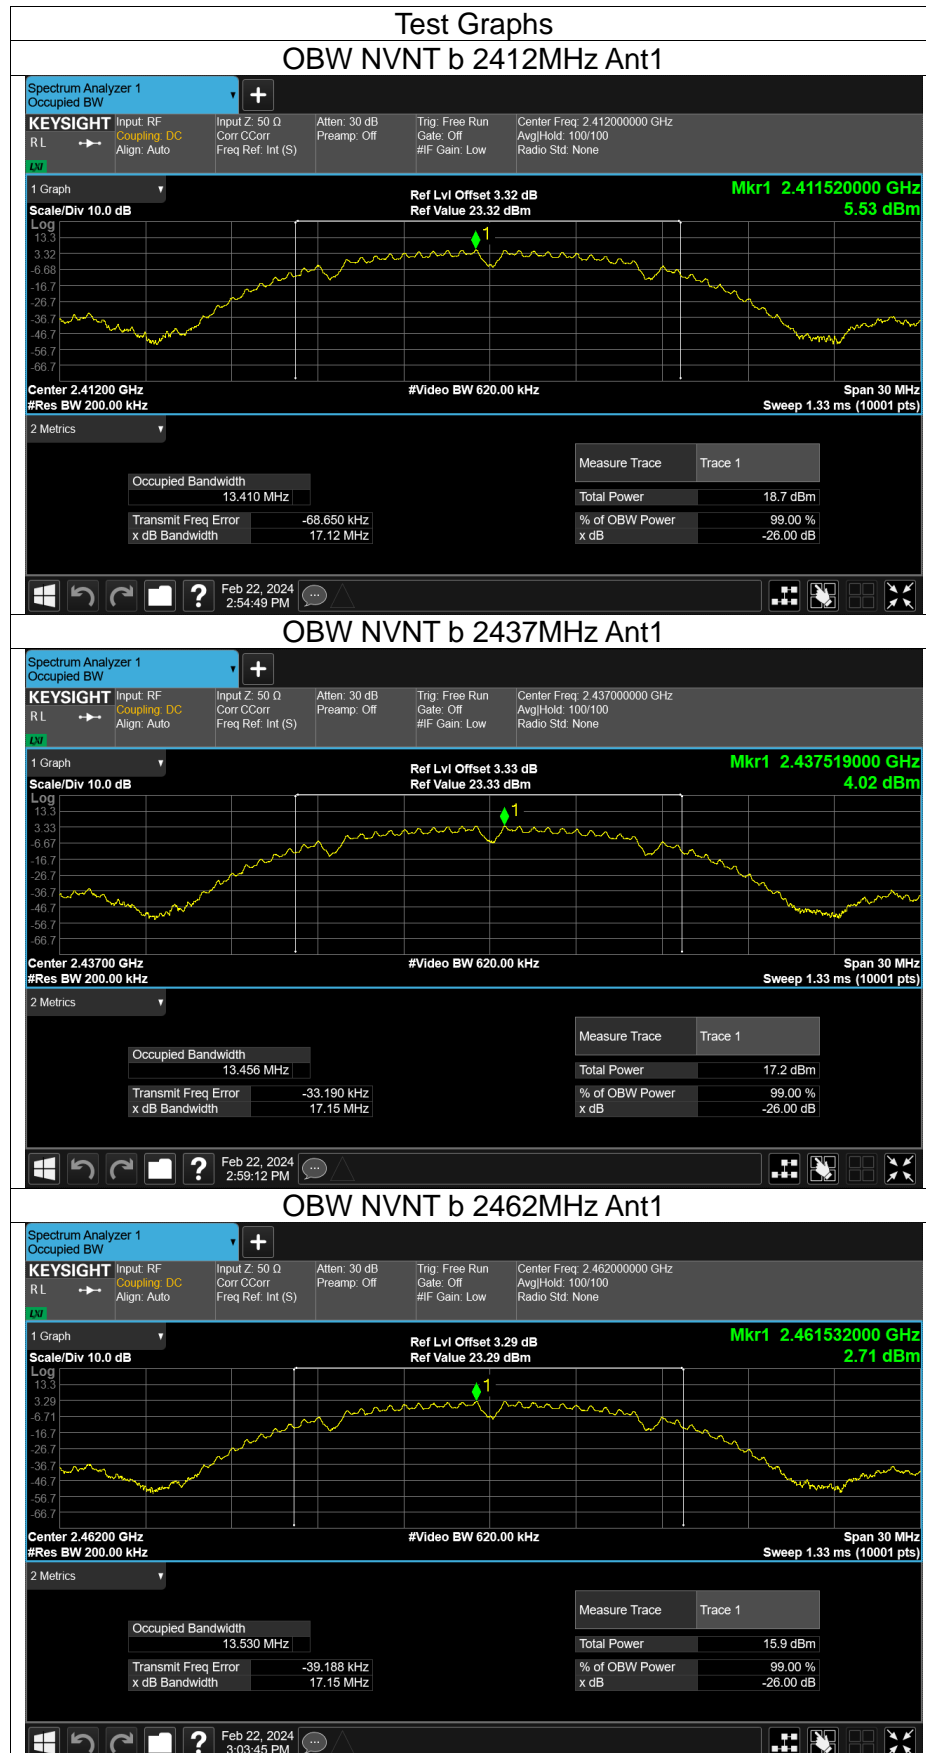 Test Graphs
OBW NVNT b 2412MHz Ant1
Spectrum Analyzer 1
Occupied BW
+
KEYSIGHT Input: RF Input Z: 50 Ω Atten: 30 dB Trig: Free Run Center Freq: 2.412000000 GHz
Coupling: DC Corr CCorr Preamp: Off Gate: Off Avg|Hold: 100/100
RL Align: Auto Freq Ref: Int (S) #IF Gain: Low Radio Std: None
LXI
1 Graph Ref Lvl Offset 3.32 dB Mkr1 2.411520000 GHz
Scale/Div 10.0 dB Ref Value 23.32 dBm 5.53 dBm
Log
13.3
3.32
-6.68
-16.7
-26.7
-36.7
-46.7
-56.7
-66.7
1
Center 2.41200 GHz #Video BW 620.00 kHz Span 30 MHz
#Res BW 200.00 kHz Sweep 1.33 ms (10001 pts)
2 Metrics
Measure Trace Trace 1
Occupied Bandwidth
13.410 MHz Total Power 18.7 dBm
Transmit Freq Error -68.650 kHz % of OBW Power 99.00 %
x dB Bandwidth 17.12 MHz x dB -26.00 dB
? Feb 22, 2024
2:54:49 PM
OBW NVNT b 2437MHz Ant1
Spectrum Analyzer 1
Occupied BW
+
KEYSIGHT Input: RF Input Z: 50 Ω Atten: 30 dB Trig: Free Run Center Freq: 2.437000000 GHz
Coupling: DC Corr CCorr Preamp: Off Gate: Off Avg|Hold: 100/100
RL Align: Auto Freq Ref: Int (S) #IF Gain: Low Radio Std: None
LXI
1 Graph Ref Lvl Offset 3.33 dB Mkr1 2.437519000 GHz
Scale/Div 10.0 dB Ref Value 23.33 dBm 4.02 dBm
Log
13.3
3.33
-6.67
-16.7
-26.7
-36.7
-46.7
-56.7
-66.7
1
Center 2.43700 GHz #Video BW 620.00 kHz Span 30 MHz
#Res BW 200.00 kHz Sweep 1.33 ms (10001 pts)
2 Metrics
Measure Trace Trace 1
Occupied Bandwidth
13.456 MHz Total Power 17.2 dBm
Transmit Freq Error -33.190 kHz % of OBW Power 99.00 %
x dB Bandwidth 17.15 MHz x dB -26.00 dB
? Feb 22, 2024
2:59:12 PM
OBW NVNT b 2462MHz Ant1
Spectrum Analyzer 1
Occupied BW
+
KEYSIGHT Input: RF Input Z: 50 Ω Atten: 30 dB Trig: Free Run Center Freq: 2.462000000 GHz
Coupling: DC Corr CCorr Preamp: Off Gate: Off Avg|Hold: 100/100
RL Align: Auto Freq Ref: Int (S) #IF Gain: Low Radio Std: None
LXI
1 Graph Ref Lvl Offset 3.29 dB Mkr1 2.461532000 GHz
Scale/Div 10.0 dB Ref Value 23.29 dBm 2.71 dBm
Log
13.3
3.29
-6.71
-16.7
-26.7
-36.7
-46.7
-56.7
-66.7
1
Center 2.46200 GHz #Video BW 620.00 kHz Span 30 MHz
#Res BW 200.00 kHz Sweep 1.33 ms (10001 pts)
2 Metrics
Measure Trace Trace 1
Occupied Bandwidth
13.530 MHz Total Power 15.9 dBm
Transmit Freq Error -39.188 kHz % of OBW Power 99.00 %
x dB Bandwidth 17.15 MHz x dB -26.00 dB
? Feb 22, 2024
3:03:45 PM